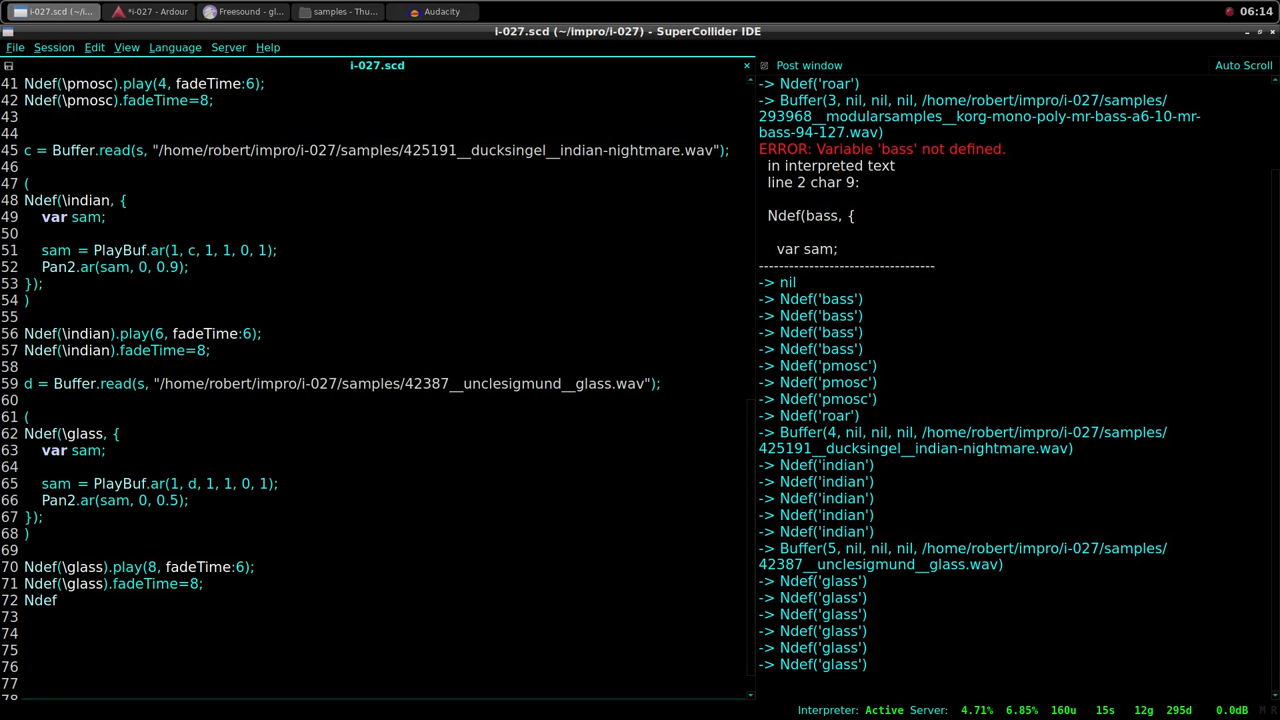 i-027.scd (~/i...
*i-027 - Ardour
Freesound - gl...
samples - Thu...
Audacity
06:14
i-027.scd (~/impro/i-027) - SuperCollider IDE
File Session Edit View Language Server Help
i-027.scd
41 Ndef(\pmosc).play(4, fadeTime:6);
42 Ndef(\pmosc).fadeTime=8;
43
44
45 c = Buffer.read(s, "/home/robert/impro/i-027/samples/425191__ducksingel__indian-nightmare.wav");
46
47 (
48 Ndef(\indian, {
49 var sam;
50
51 sam = PlayBuf.ar(1, c, 1, 1, 0, 1);
52 Pan2.ar(sam, 0, 0.9);
53 });
54 )
55
56 Ndef(\indian).play(6, fadeTime:6);
57 Ndef(\indian).fadeTime=8;
58
59 d = Buffer.read(s, "/home/robert/impro/i-027/samples/42387__unclesigmund__glass.wav");
60
61 (
62 Ndef(\glass, {
63 var sam;
64
65 sam = PlayBuf.ar(1, d, 1, 1, 0, 1);
66 Pan2.ar(sam, 0, 0.5);
67 });
68 )
69
70 Ndef(\glass).play(8, fadeTime:6);
71 Ndef(\glass).fadeTime=8;
72 Ndef
73
74
75
76
77
78
Post window
Auto Scroll
-> Ndef('roar')
-> Buffer(3, nil, nil, nil, /home/robert/impro/i-027/samples/
293968__modularsamples__korg-mono-poly-mr-bass-a6-10-mr-
bass-94-127.wav)
ERROR: Variable 'bass' not defined.
in interpreted text
line 2 char 9:
Ndef(bass, {
var sam;
-----------------------------------
-> nil
-> Ndef('bass')
-> Ndef('bass')
-> Ndef('bass')
-> Ndef('bass')
-> Ndef('pmosc')
-> Ndef('pmosc')
-> Ndef('pmosc')
-> Ndef('roar')
-> Buffer(4, nil, nil, nil, /home/robert/impro/i-027/samples/
425191__ducksingel__indian-nightmare.wav)
-> Ndef('indian')
-> Ndef('indian')
-> Ndef('indian')
-> Ndef('indian')
-> Ndef('indian')
-> Buffer(5, nil, nil, nil, /home/robert/impro/i-027/samples/
42387__unclesigmund__glass.wav)
-> Ndef('glass')
-> Ndef('glass')
-> Ndef('glass')
-> Ndef('glass')
-> Ndef('glass')
-> Ndef('glass')
Interpreter: Active Server: 4.71% 6.85% 160u 15s 12g 295d 0.0dB M R